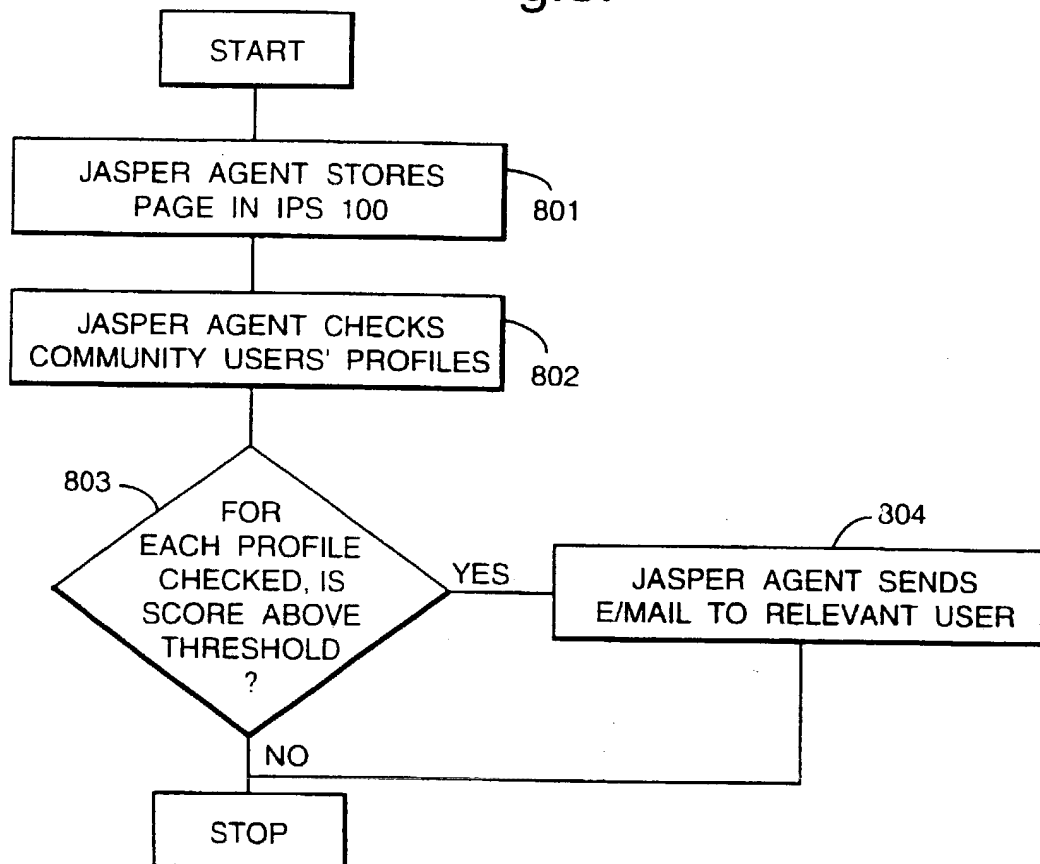 START
JASPER AGENT STORES
PAGE IN IPS 100
801
JASPER AGENT CHECKS
COMMUNITY USERS' PROFILES
802
803
FOR
EACH PROFILE
CHECKED, IS
SCORE ABOVE
THRESHOLD
?
YES
804
JASPER AGENT SENDS
E/MAIL TO RELEVANT USER
NO
STOP